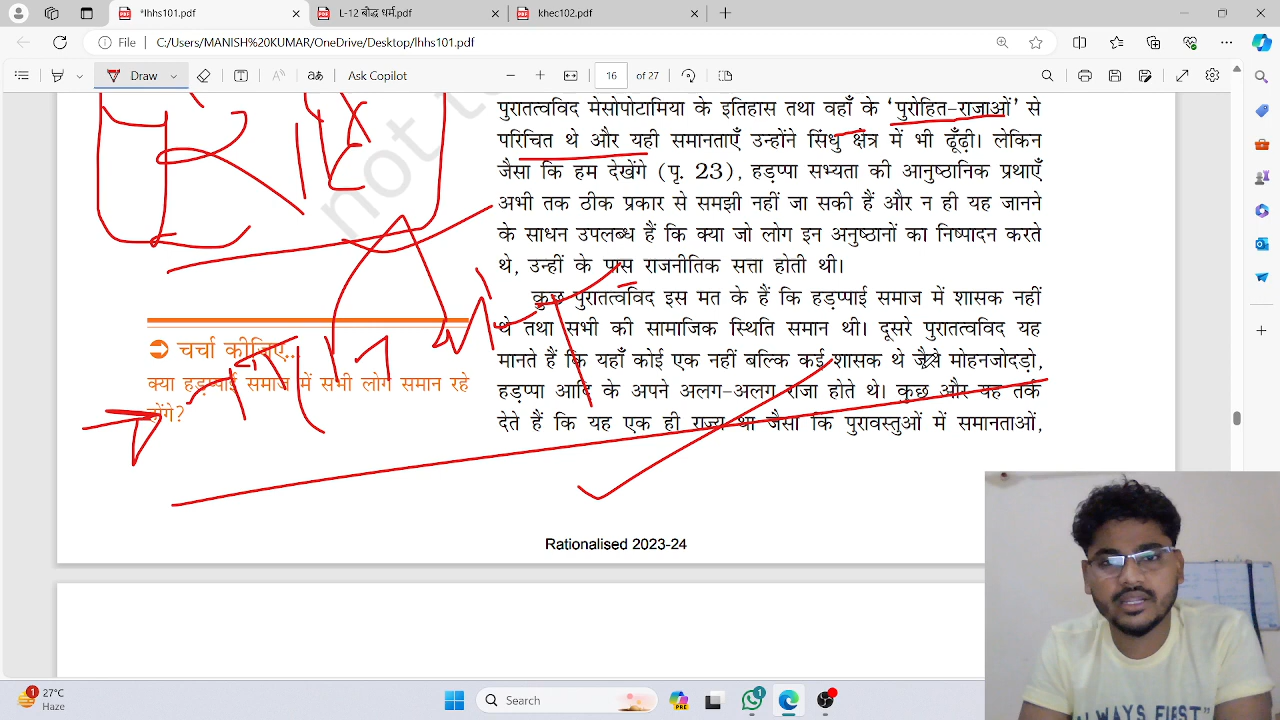 *lhhs101.pdf
L-12 बौद्ध धर्म.pdf
khec102.pdf
File
C:/Users/MANISH%20KUMAR/OneDrive/Desktop/lhhs101.pdf
Draw
Ask Copilot
16 of 27
पुरातत्वविद मेसोपोटामिया के इतिहास तथा वहाँ के ‘पुरोहित-राजाओं’ से
परिचित थे और यही समानताएँ उन्होंने सिंधु क्षेत्र में भी ढूँढ़ी। लेकिन
जैसा कि हम देखेंगे (पृ. 23), हड़प्पा सभ्यता की आनुष्ठानिक प्रथाएँ
अभी तक ठीक प्रकार से समझी नहीं जा सकी हैं और न ही यह जानने
के साधन उपलब्ध हैं कि क्या जो लोग इन अनुष्ठानों का निष्पादन करते
थे, उन्हीं के पास राजनीतिक सत्ता होती थी।
कुछ पुरातत्वविद इस मत के हैं कि हड़प्पाई समाज में शासक नहीं
थे तथा सभी की सामाजिक स्थिति समान थी। दूसरे पुरातत्वविद यह
मानते हैं कि यहाँ कोई एक नहीं बल्कि कई शासक थे जैसे मोहनजोदड़ो,
हड़प्पा आदि के अपने अलग-अलग राजा होते थे। कुछ और यह तर्क
देते हैं कि यह एक ही राज्य था जैसा कि पुरावस्तुओं में समानताओं,
चर्चा कीजिए...
क्या हड़प्पाई समाज में सभी लोग समान रहे
होंगे?
not t
Rationalised 2023-24
ALWAYS FIRST"
27°C
Haze
Search